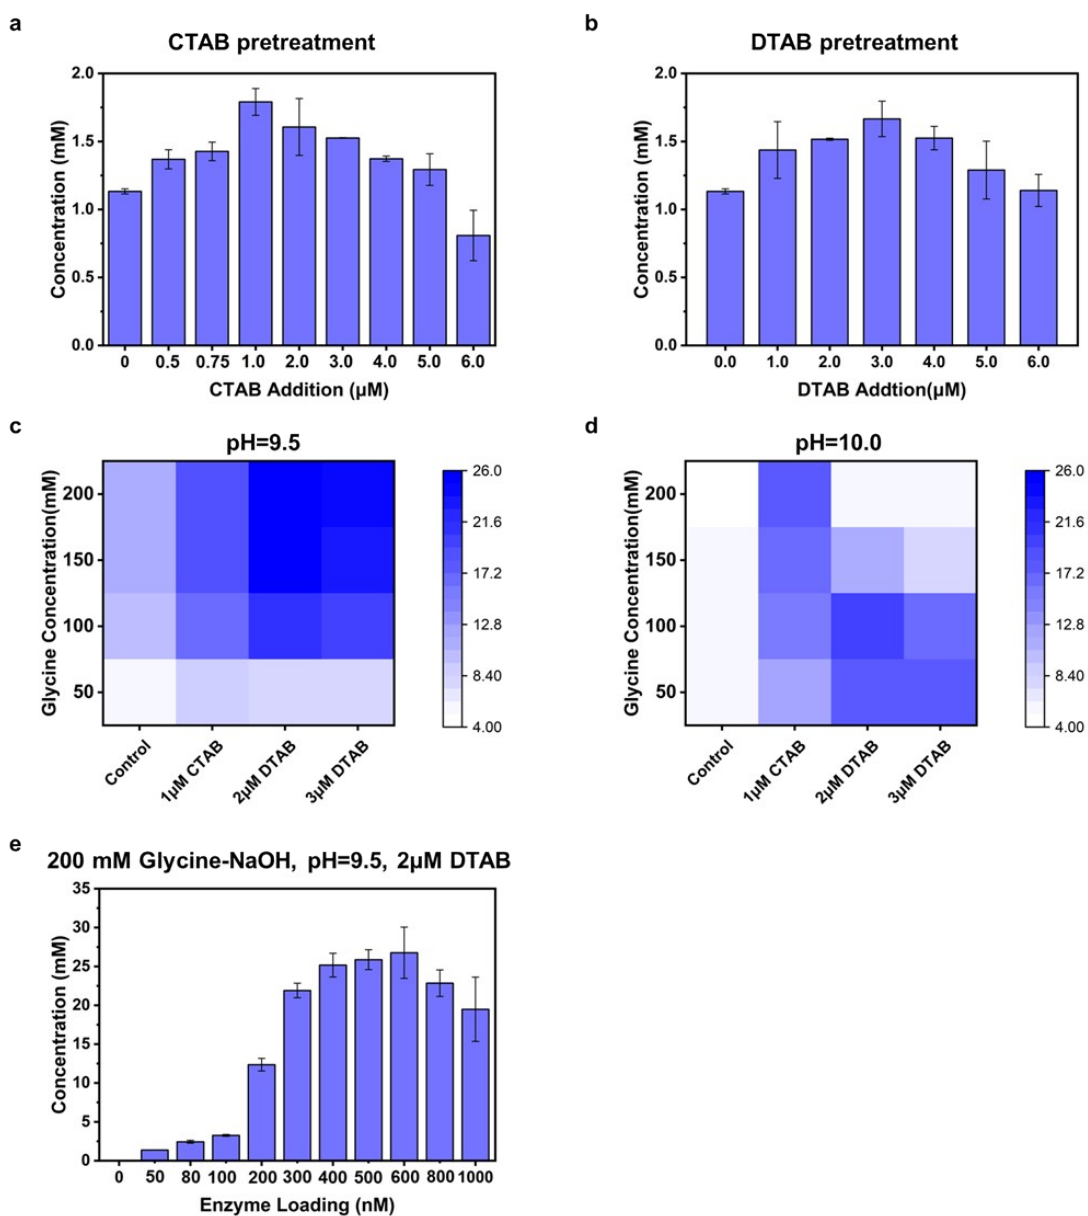 a
CTAB pretreatment
Concentration (mM)
2.0
1.5
1.0
0.5
0.0
0 0.5 0.75 1.0 2.0 3.0 4.0 5.0 6.0
CTAB Addition (μM)
b
DTAB pretreatment
Concentration (mM)
2.0
1.5
1.0
0.5
0.0
0.0 1.0 2.0 3.0 4.0 5.0 6.0
DTAB Addtion(μM)
c
pH=9.5
Glycine Concentration(mM)
200
150
100
50
Control 1μM CTAB 2μM DTAB 3μM DTAB
26.0
21.6
17.2
12.8
8.40
4.00
d
pH=10.0
Glycine Concentration(mM)
200
150
100
50
Control 1μM CTAB 2μM DTAB 3μM DTAB
26.0
21.6
17.2
12.8
8.40
4.00
e
200 mM Glycine-NaOH, pH=9.5, 2μM DTAB
Concentration (mM)
35
30
25
20
15
10
5
0
0 50 80 100 200 300 400 500 600 800 1000
Enzyme Loading (nM)